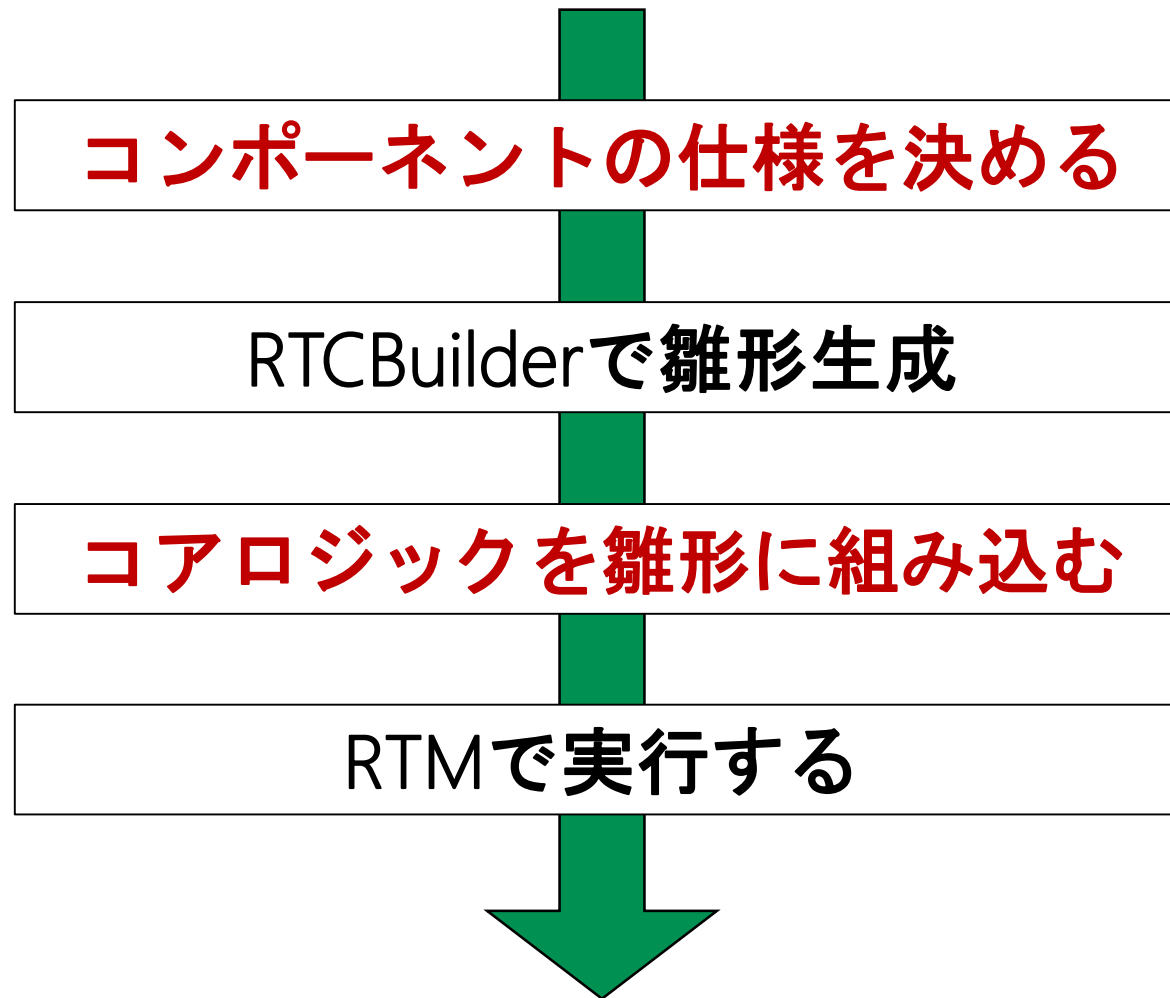 コンポーネントの仕様を決める
RTCBuilderで雛形生成
コアロジックを雛形に組み込む
RTMで実行する